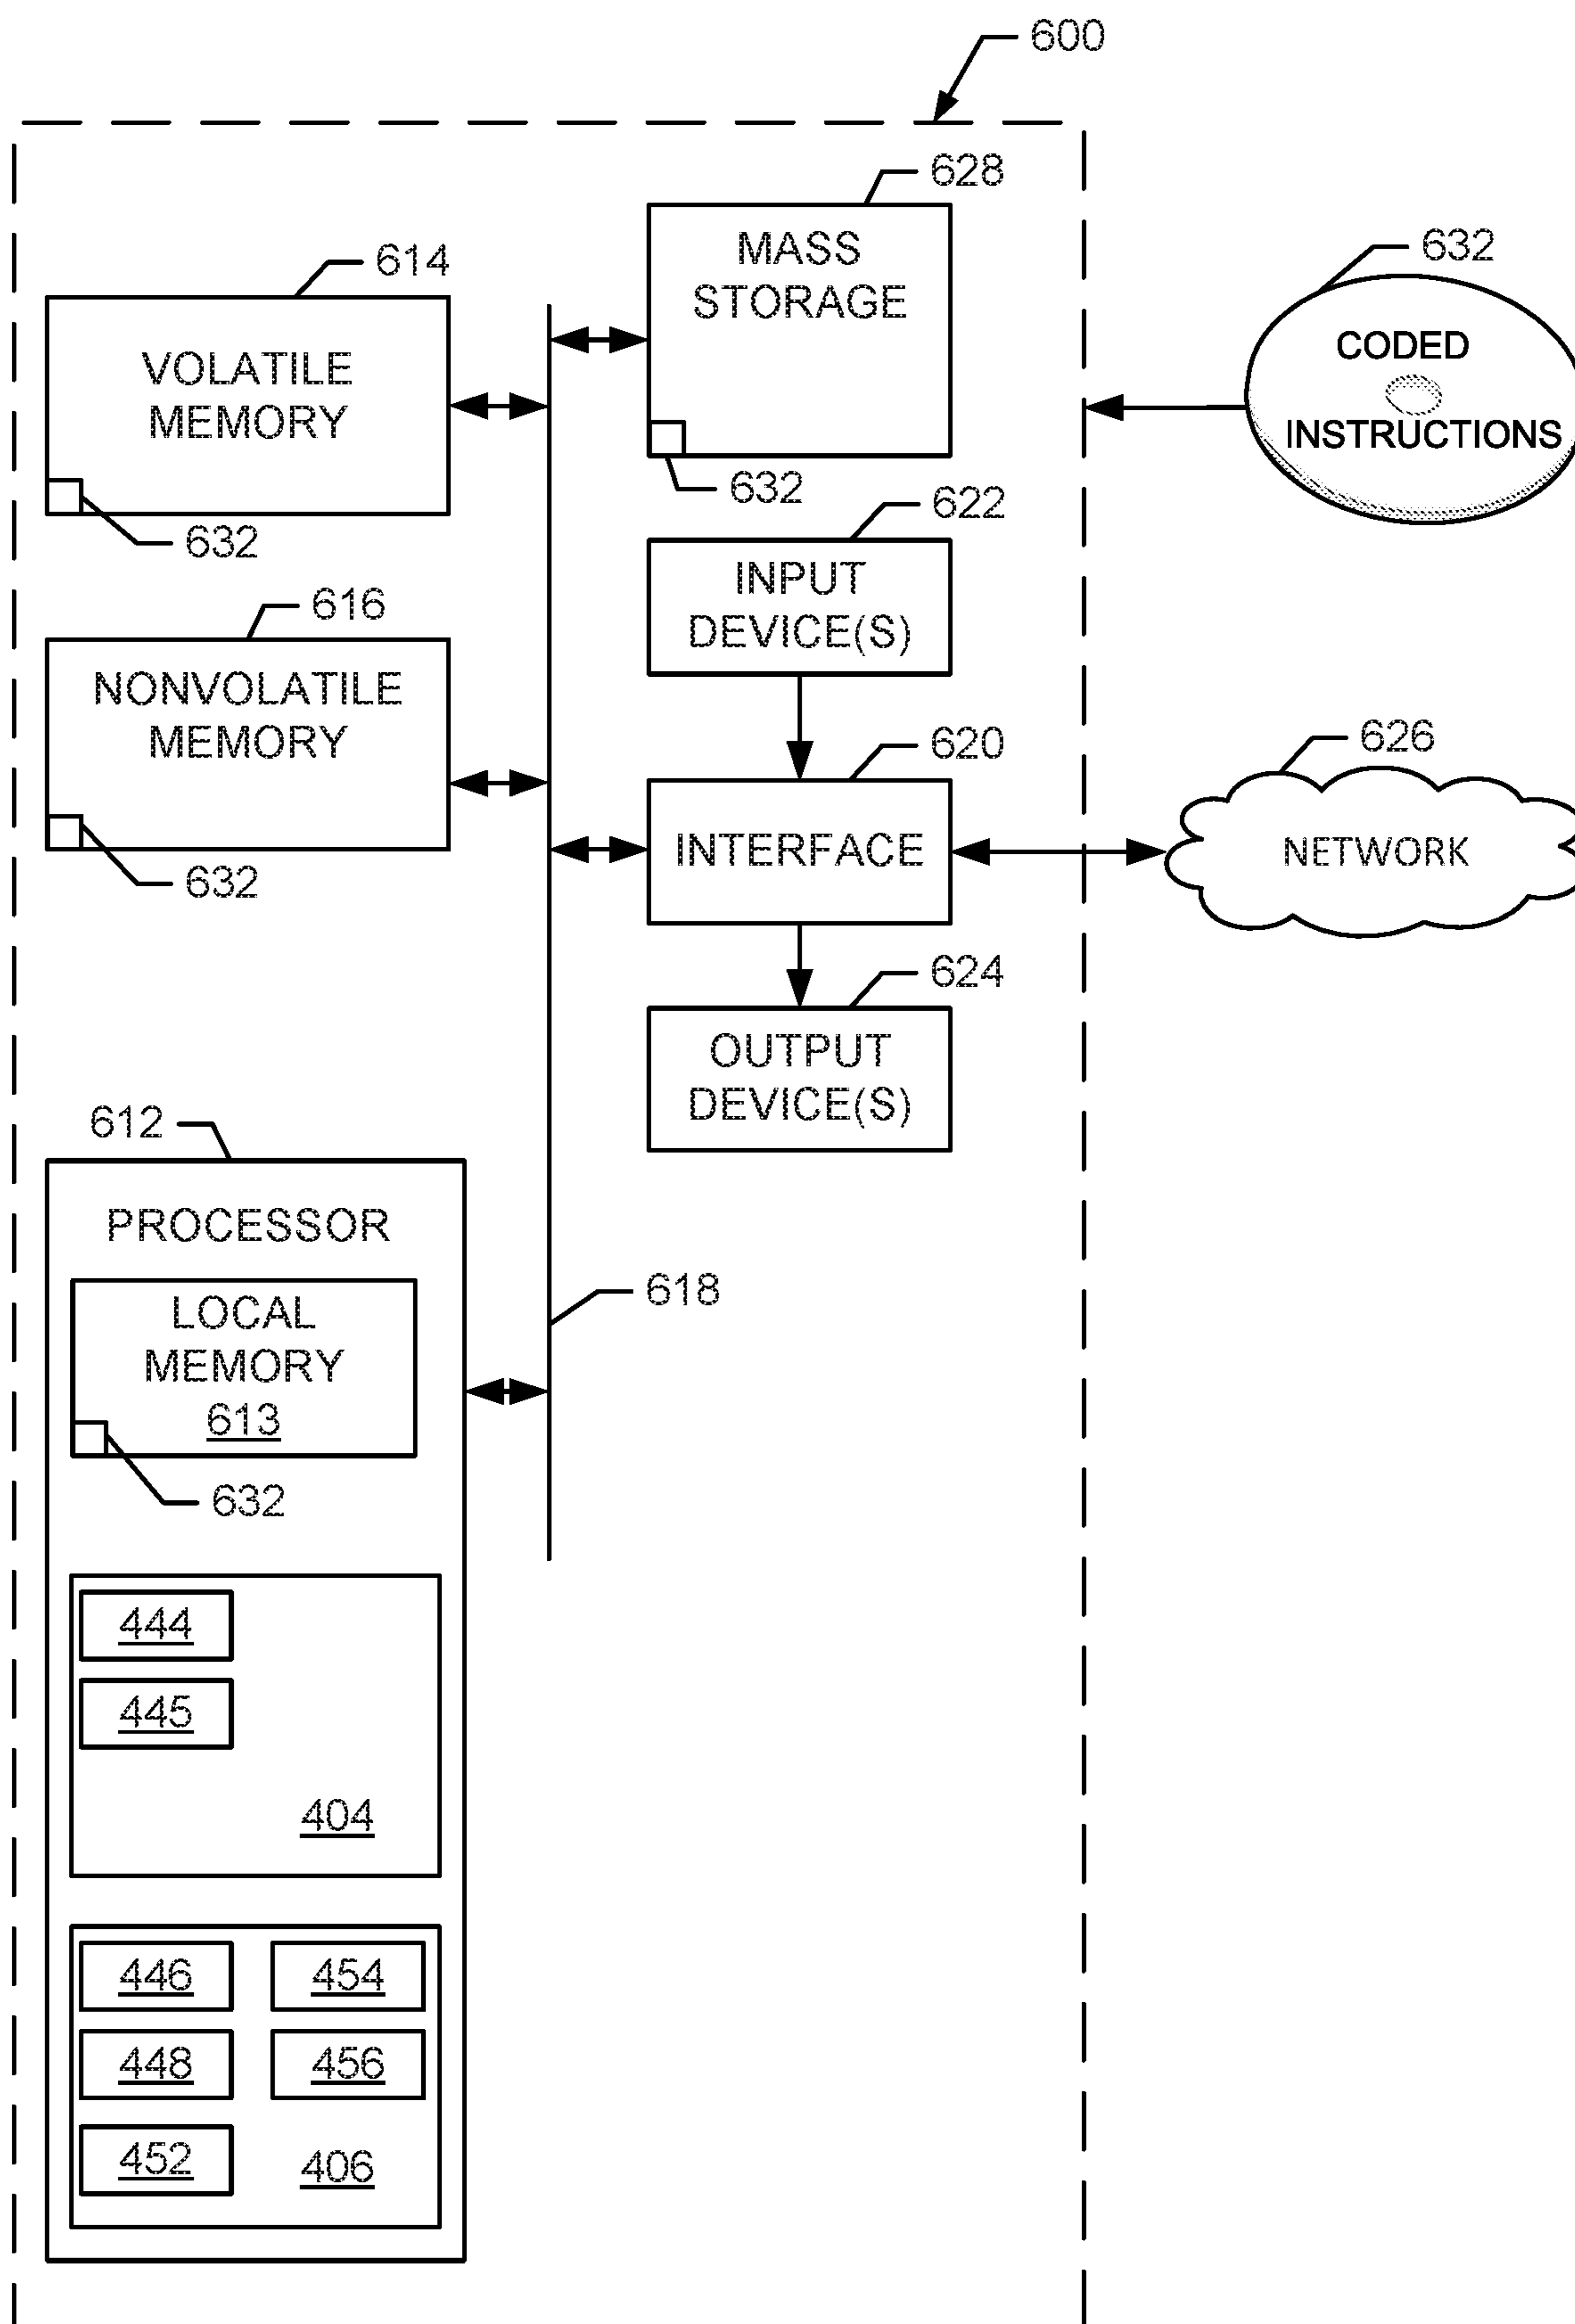 600
628
MASS
STORAGE
632
614
VOLATILE
MEMORY
632
632
CODED
INSTRUCTIONS
622
INPUT
DEVICE(S)
616
NONVOLATILE
MEMORY
632
620
INTERFACE
626
NETWORK
624
OUTPUT
DEVICE(S)
612
PROCESSOR
LOCAL
MEMORY
613
632
618
444
445
404
446
454
448
456
452
406